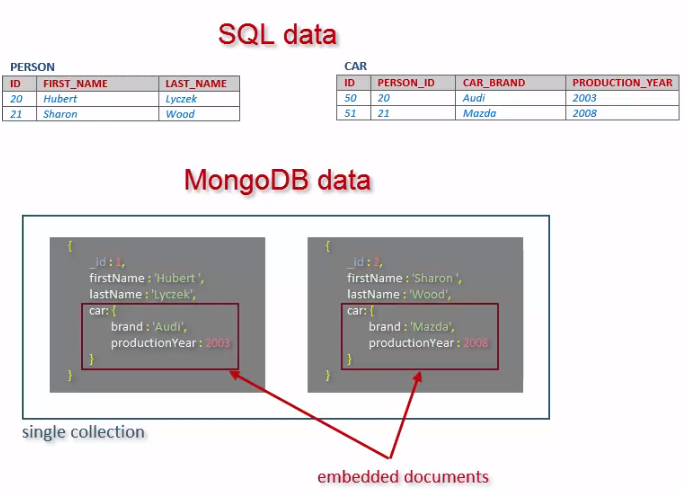 SQL data
PERSON
ID FIRST_NAME LAST_NAME
20 Hubert Lyczek
21 Sharon Wood
CAR
ID PERSON_ID CAR_BRAND PRODUCTION_YEAR
50 20 Audi 2003
51 21 Mazda 2008
MongoDB data
{
_id : 1,
firstName : 'Hubert ',
lastName : 'Lyczek',
car: {
brand : 'Audi',
productionYear : 2003
}
}
{
_id : 2,
firstName : 'Sharon ',
lastName : 'Wood',
car: {
brand : 'Mazda',
productionYear : 2008
}
}
single collection
embedded documents